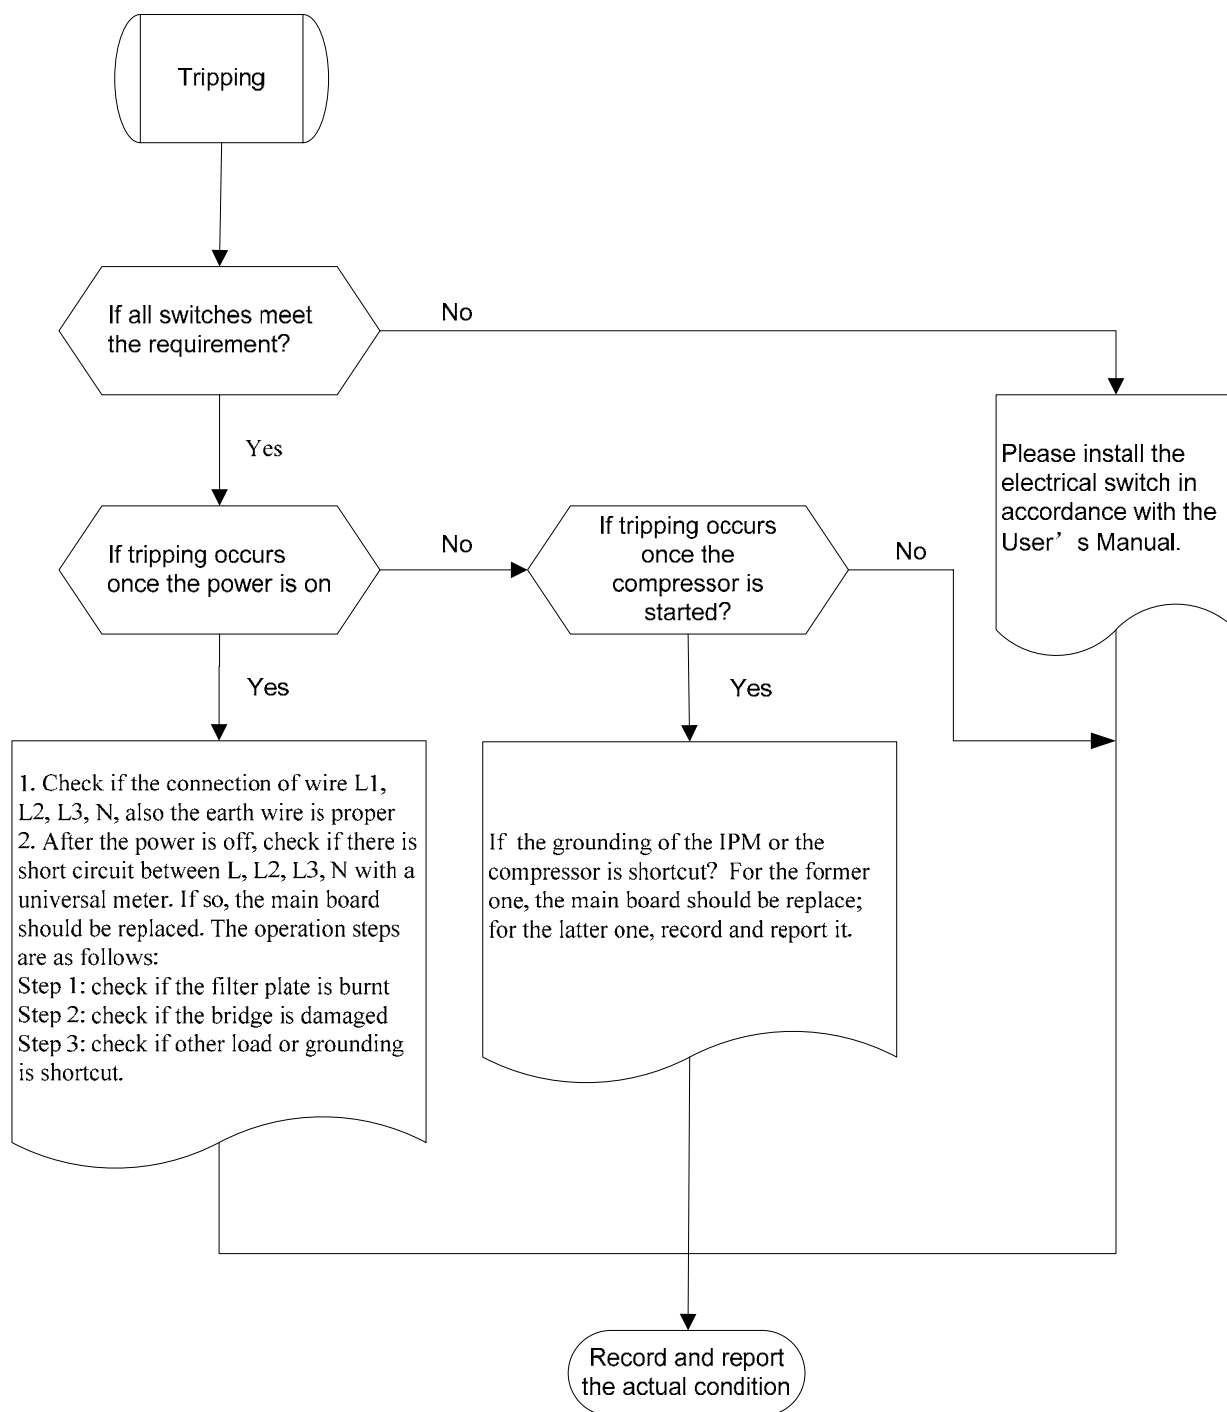 Tripping
If all switches meet
the requirement?
No
Yes
Please install the
electrical switch in
accordance with the
User’s Manual.
If tripping occurs
once the power is on
No
If tripping occurs
once the
compressor is
started?
No
Yes
Yes
1. Check if the connection of wire L1,
L2, L3, N, also the earth wire is proper
2. After the power is off, check if there is
short circuit between L, L2, L3, N with a
universal meter. If so, the main board
should be replaced. The operation steps
are as follows:
Step 1: check if the filter plate is burnt
Step 2: check if the bridge is damaged
Step 3: check if other load or grounding
is shortcut.
If the grounding of the IPM or the
compressor is shortcut? For the former
one, the main board should be replace;
for the latter one, record and report it.
Record and report
the actual condition